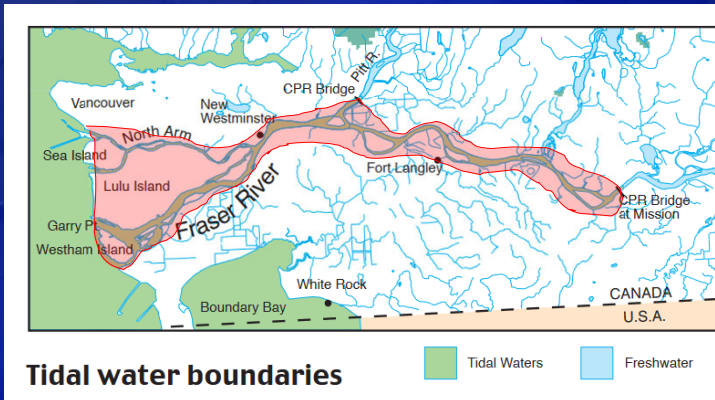 Pitt R.
CPR Bridge
Vancouver
New
Westminster
North Arm
Sea Island
Fort Langley
Lulu Island
CPR Bridge
at Mission
Fraser River
Garry Pt.
Westham Island
White Rock
CANADA
Boundary Bay
U.S.A.
Tidal water boundaries
Tidal Waters
Freshwater